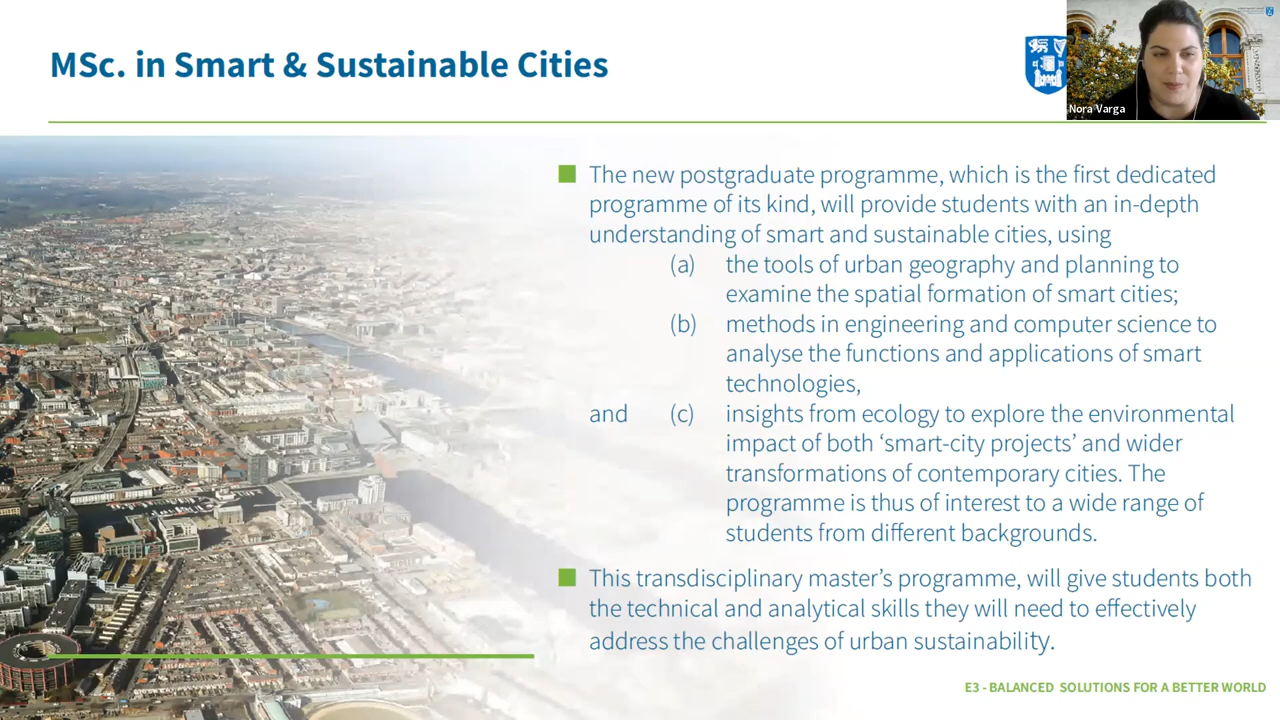 MSc. in Smart & Sustainable Cities
Nora Varga
The new postgraduate programme, which is the first dedicated
programme of its kind, will provide students with an in-depth
understanding of smart and sustainable cities, using
(a) the tools of urban geography and planning to
examine the spatial formation of smart cities;
(b) methods in engineering and computer science to
analyse the functions and applications of smart
technologies,
and (c) insights from ecology to explore the environmental
impact of both ‘smart-city projects’ and wider
transformations of contemporary cities. The
programme is thus of interest to a wide range of
students from different backgrounds.
This transdisciplinary master’s programme, will give students both
the technical and analytical skills they will need to effectively
address the challenges of urban sustainability.
E3 - BALANCED SOLUTIONS FOR A BETTER WORLD